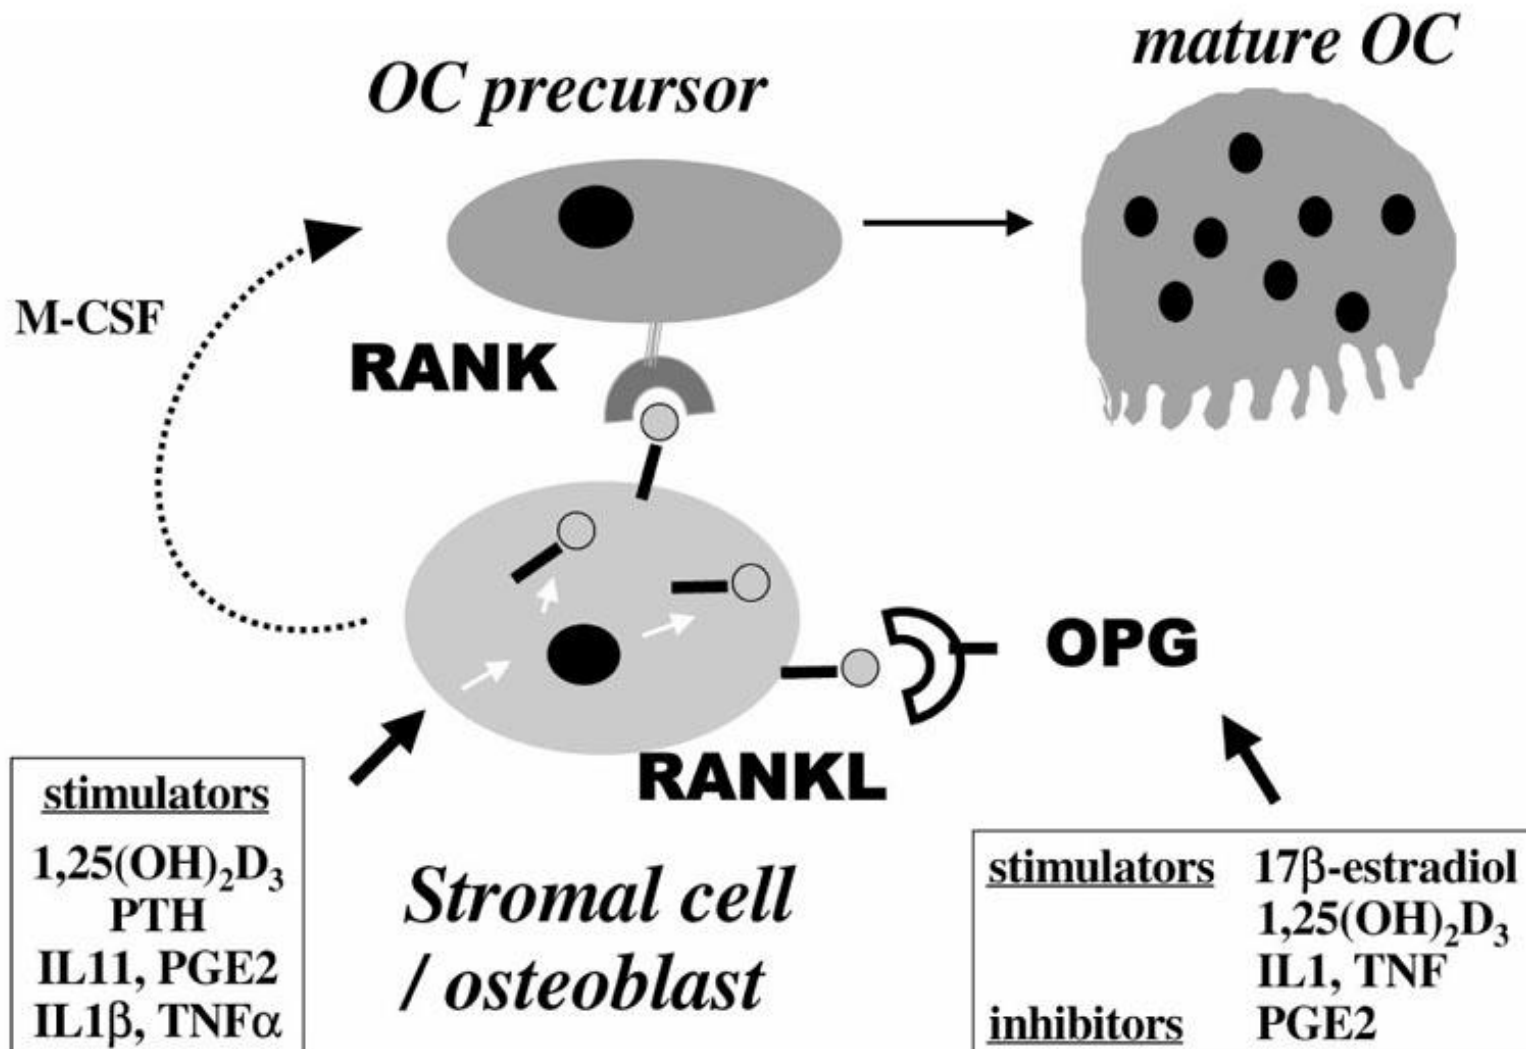 mature OC
OC precursor
M-CSF
RANK
OPG
RANKL
stimulators
1,25(OH)₂D₃
PTH
IL11, PGE2
IL1β, TNFα
Stromal cell
/ osteoblast
stimulators 17β-estradiol
1,25(OH)₂D₃
IL1, TNF
inhibitors PGE2